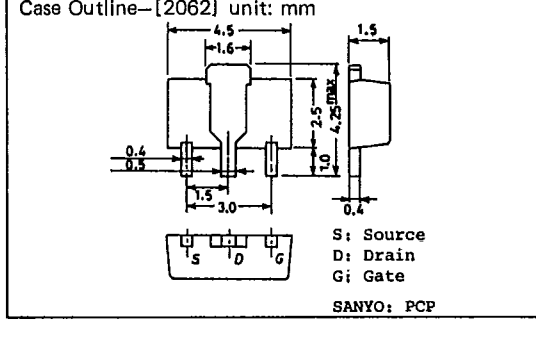 Case Outline—[2062] unit: mm
4.5
1.6
1.5
2.5
4.25max
1.0
0.4
0.5
1.5
3.0
0.4
S D G
S: Source
D: Drain
G: Gate
SANYO: PCP